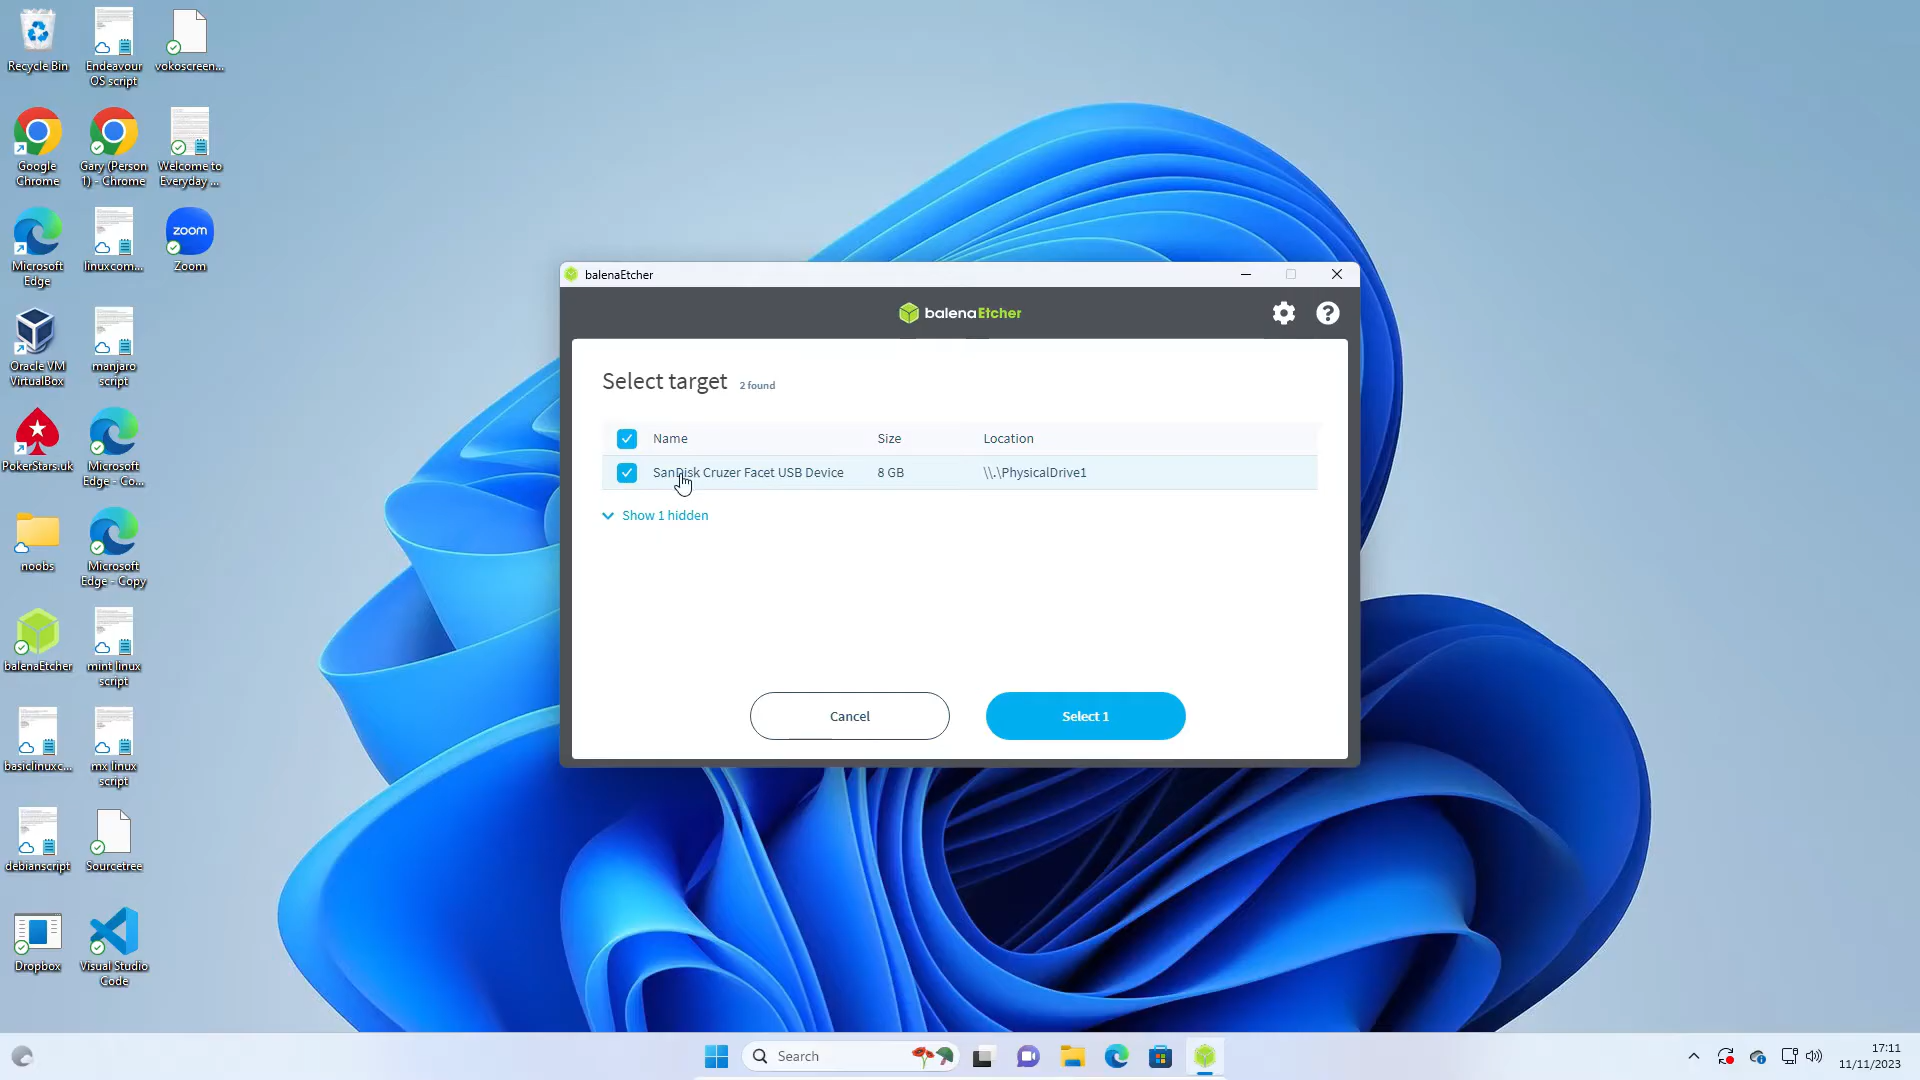 Recycle Bin
Endeavour
OS script
vokoscreen...
Google
Chrome
Gary (Person
1) - Chrome
Welcome to
Everyday ...
Microsoft
Edge
linuxcom...
zoom
Zoom
Oracle VM
VirtualBox
manjaro
script
PokerStars.uk
Microsoft
Edge - Co...
noobs
Microsoft
Edge - Copy
balenaEtcher
mint linux
script
basiclinuxc...
mx linux
script
debianscript
Sourcetree
Dropbox
Visual Studio
Code
balenaEtcher
balenaEtcher
Select target 2 found
Name Size Location
SanDisk Cruzer Facet USB Device 8 GB \\.\PhysicalDrive1
Show 1 hidden
Cancel
Select 1
Search
17:11
11/11/2023